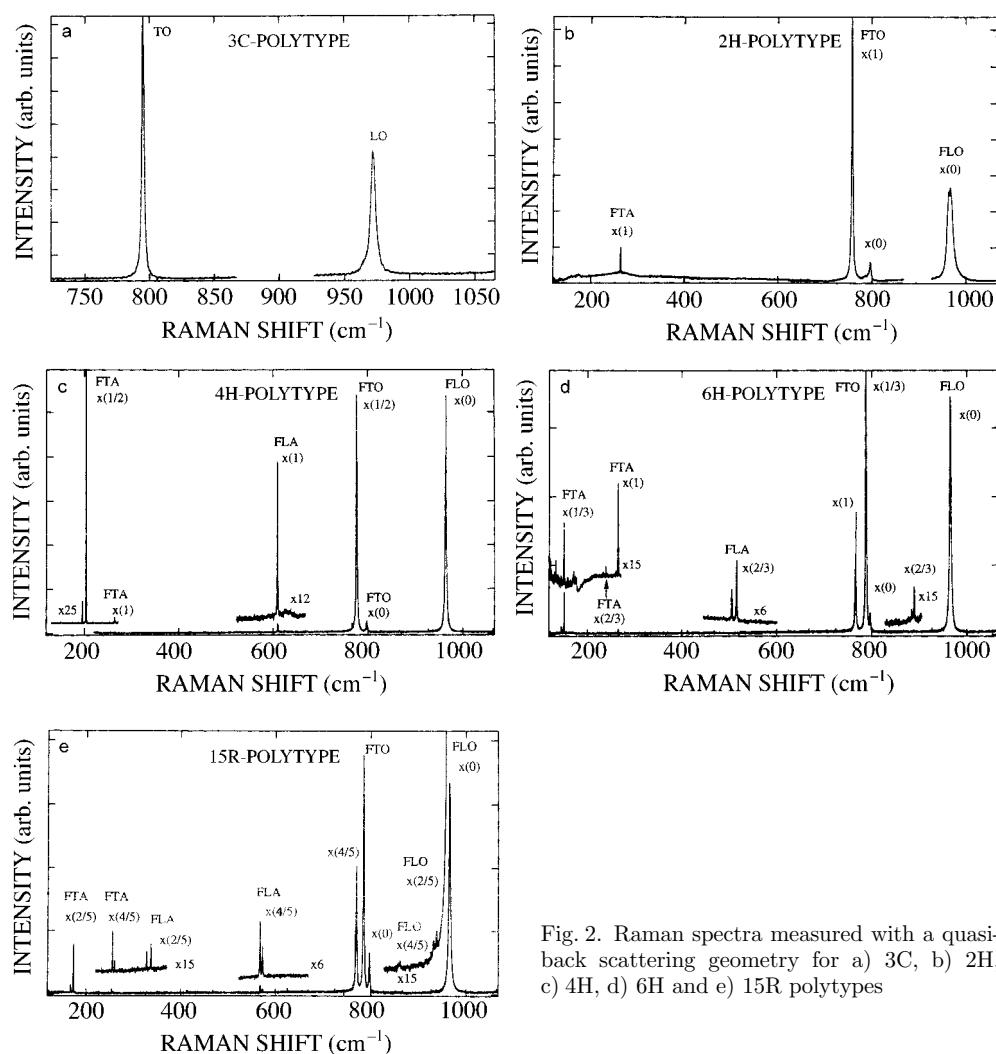 a
3C-POLYTYPE
TO
LO
INTENSITY (arb. units)
750 800 850 900 950 1000 1050
RAMAN SHIFT (cm⁻¹)
b
2H-POLYTYPE
FTO
x(1)
FLO
x(0)
FTA
x(1)
x(0)
INTENSITY (arb. units)
200 400 600 800 1000
RAMAN SHIFT (cm⁻¹)
c
4H-POLYTYPE
FTA
x(1/2)
FTO
x(1/2)
FLO
x(0)
FLA
x(1)
x25
FTA
x(1)
x12
FTO
x(0)
INTENSITY (arb. units)
200 400 600 800 1000
RAMAN SHIFT (cm⁻¹)
d
6H-POLYTYPE
FTO
x(1/3)
FLO
x(0)
FTA
x(1/3)
FTA
x(1)
x(1)
FLA
x(2/3)
x(2/3)
x15
x(0)
x15
FTA
x(2/3)
x6
INTENSITY (arb. units)
200 400 600 800 1000
RAMAN SHIFT (cm⁻¹)
e
15R-POLYTYPE
FTO
FLO
x(0)
x(4/5)
FLO
x(2/5)
FTA
x(2/5)
FTA
x(4/5)
FLA
x(2/5)
FLA
x(4/5)
x(0)
FLO
x(4/5)
x15
x6
x15
INTENSITY (arb. units)
200 400 600 800 1000
RAMAN SHIFT (cm⁻¹)
Fig. 2. Raman spectra measured with a quasi-
back scattering geometry for a) 3C, b) 2H,
c) 4H, d) 6H and e) 15R polytypes